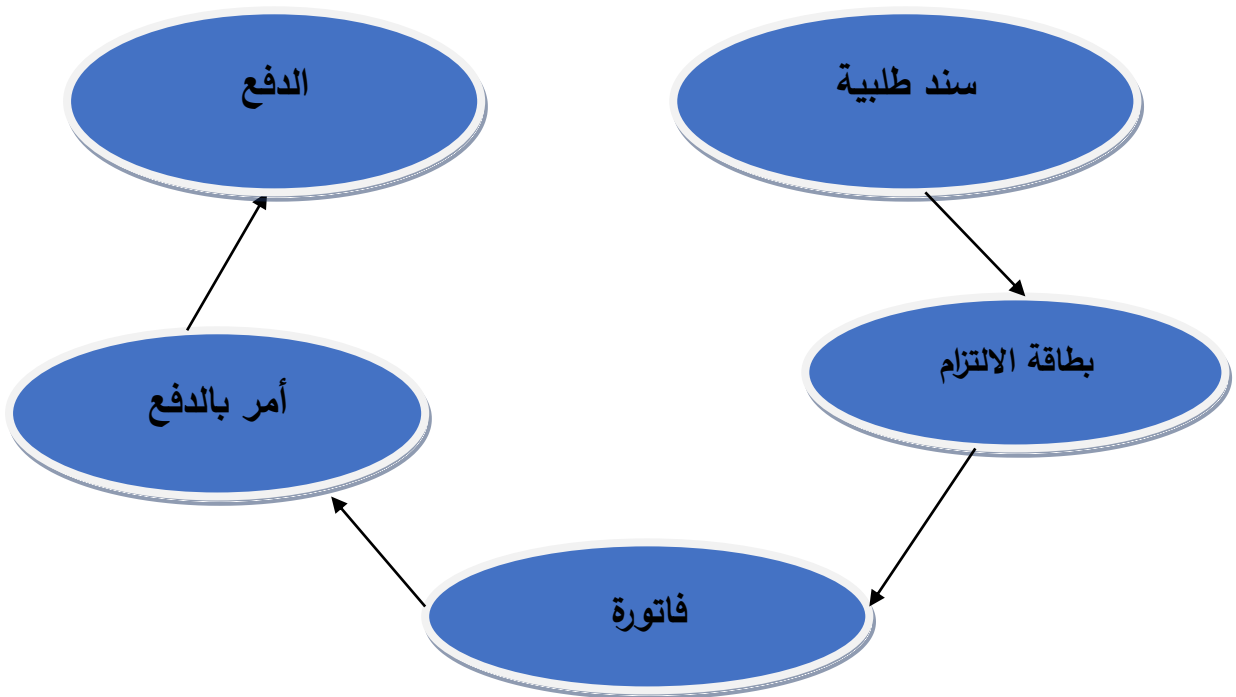 سند طلبية
الدفع
بطاقة الالتزام
أمر بالدفع
فاتورة